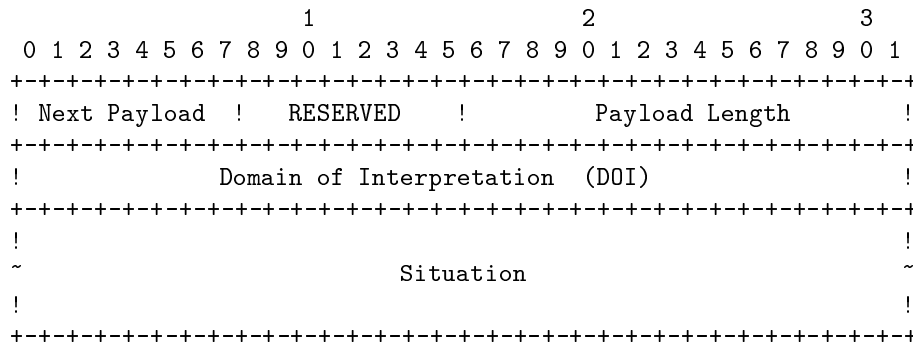 1                   2                   3
 0 1 2 3 4 5 6 7 8 9 0 1 2 3 4 5 6 7 8 9 0 1 2 3 4 5 6 7 8 9 0 1
+-+-+-+-+-+-+-+-+-+-+-+-+-+-+-+-+-+-+-+-+-+-+-+-+-+-+-+-+-+-+-+-+
! Next Payload  !   RESERVED    !         Payload Length        !
+-+-+-+-+-+-+-+-+-+-+-+-+-+-+-+-+-+-+-+-+-+-+-+-+-+-+-+-+-+-+-+-+
!              Domain of Interpretation  (DOI)                  !
+-+-+-+-+-+-+-+-+-+-+-+-+-+-+-+-+-+-+-+-+-+-+-+-+-+-+-+-+-+-+-+-+
!                                                               !
~                           Situation                           ~
!                                                               !
+-+-+-+-+-+-+-+-+-+-+-+-+-+-+-+-+-+-+-+-+-+-+-+-+-+-+-+-+-+-+-+-+